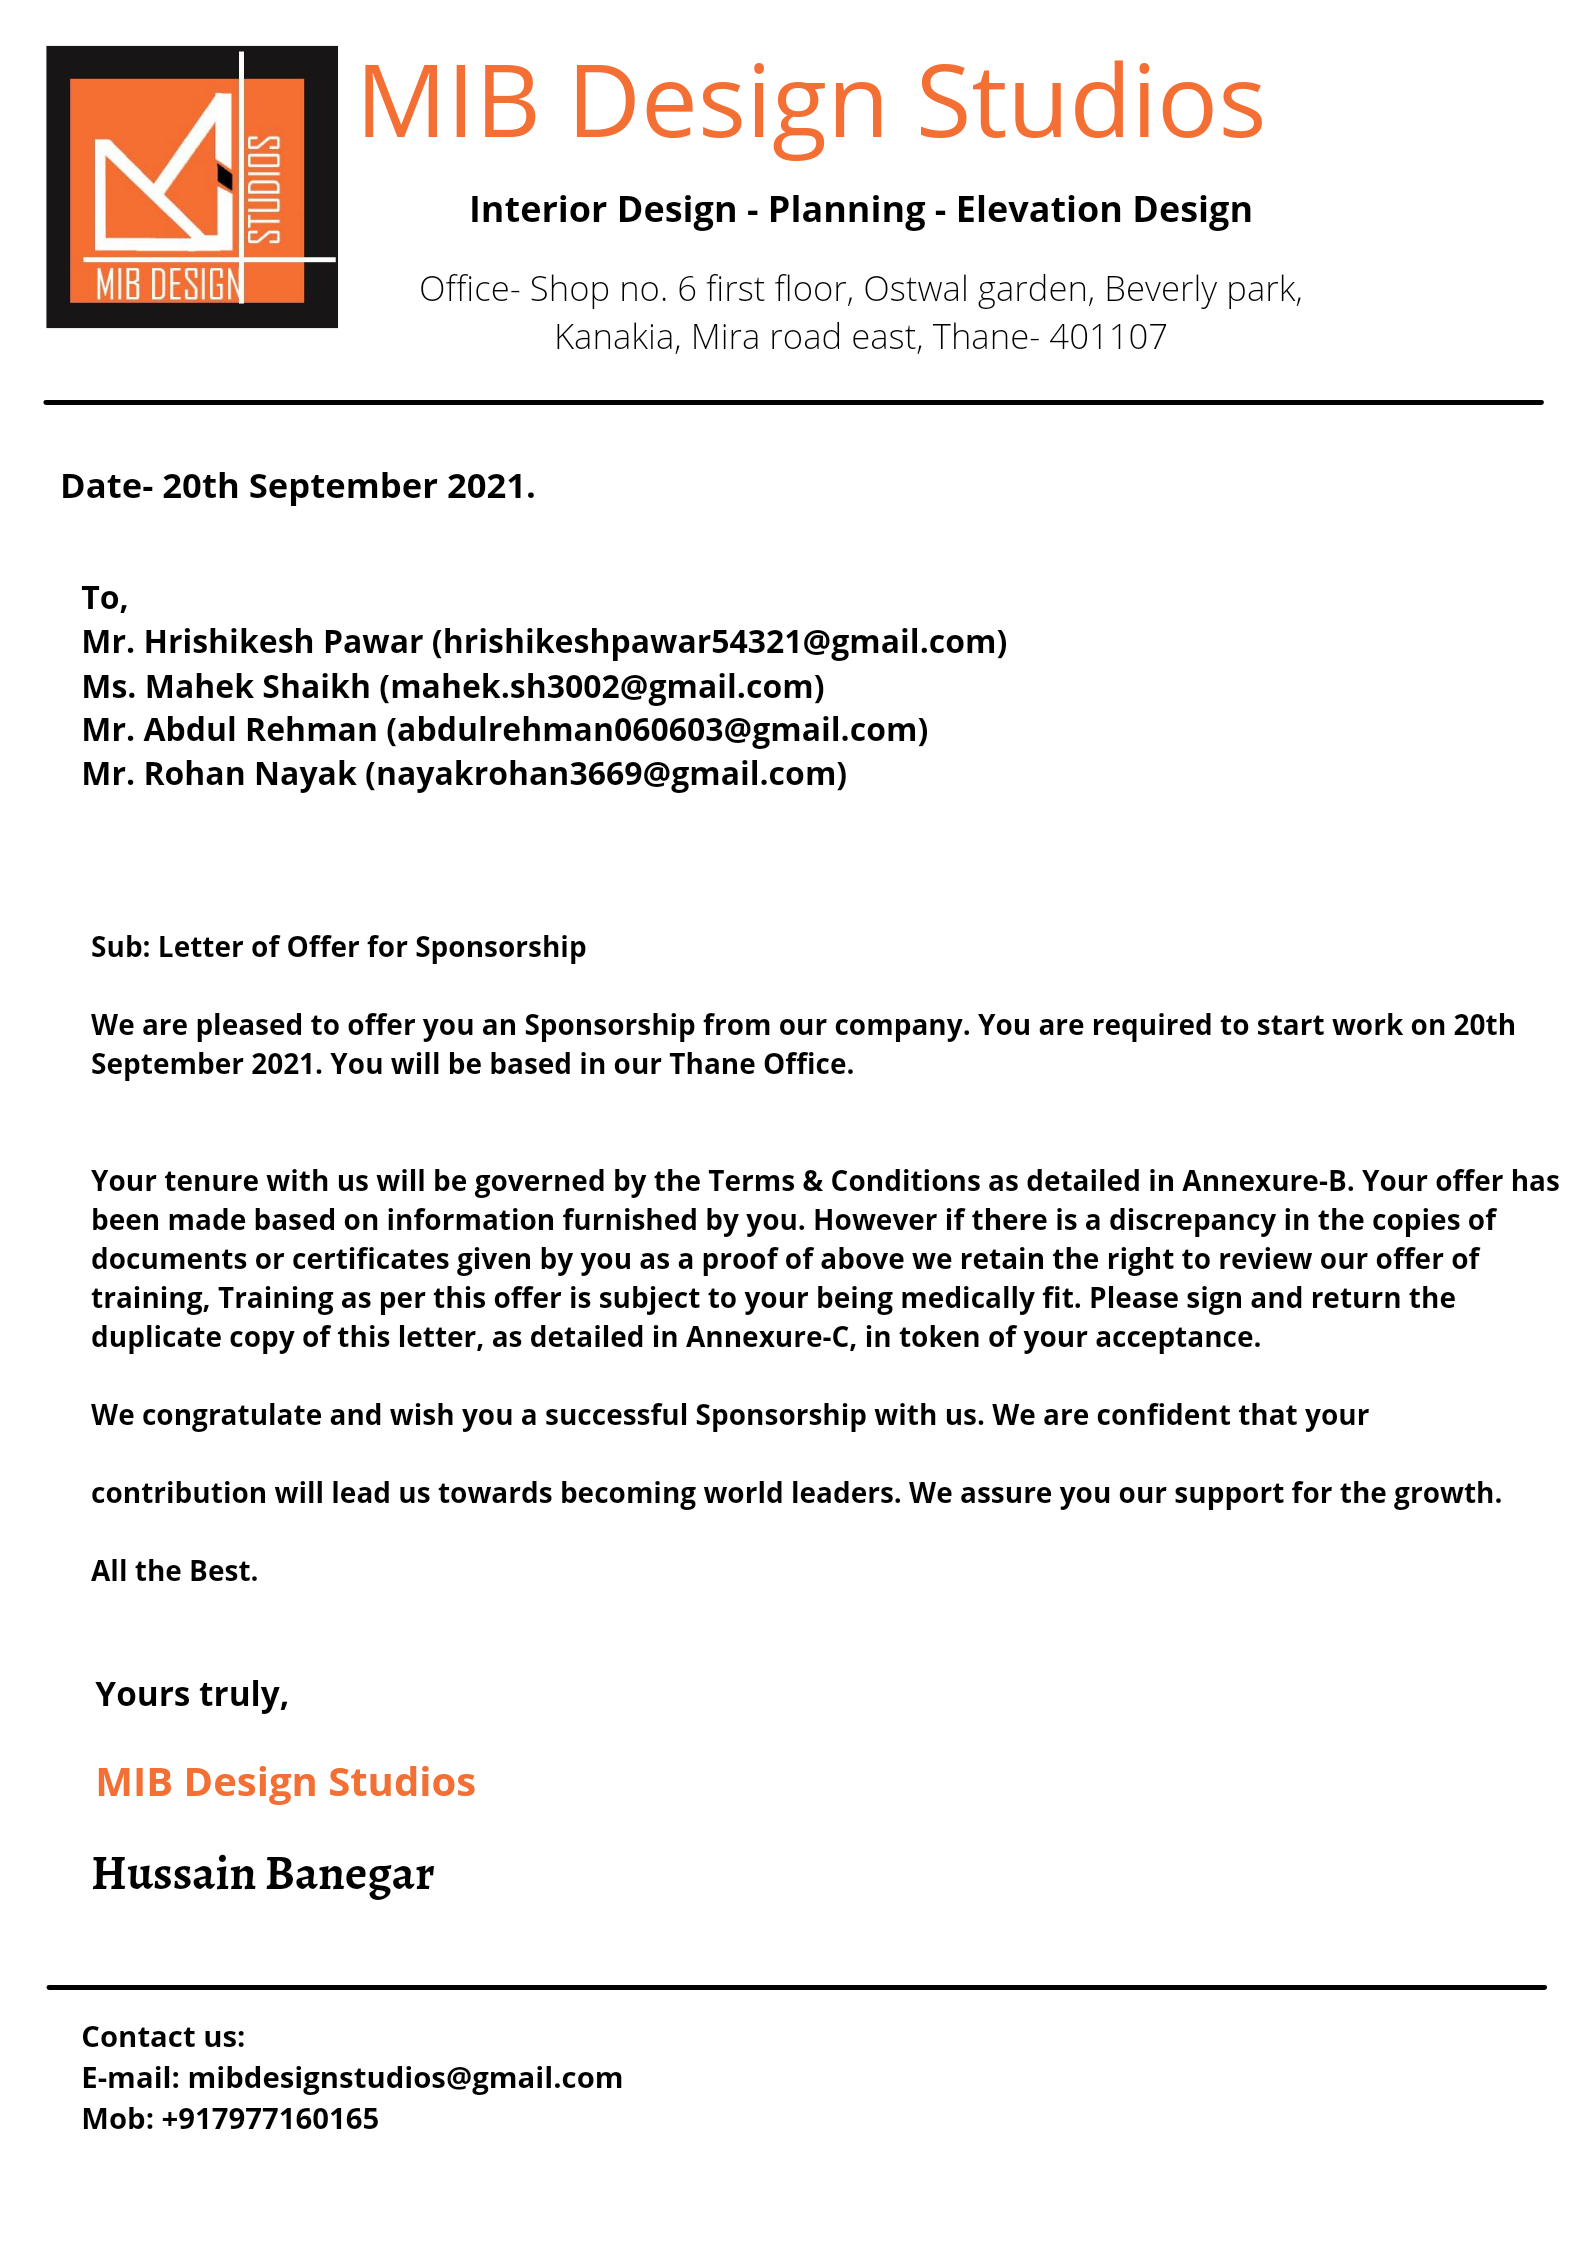 MIB Design Studios
STUDIOS
MIB DESIGN
Interior Design - Planning - Elevation Design
Office- Shop no. 6 first floor, Ostwal garden, Beverly park,
Kanakia, Mira road east, Thane- 401107
Date- 20th September 2021.
To,
Mr. Hrishikesh Pawar (hrishikeshpawar54321@gmail.com)
Ms. Mahek Shaikh (mahek.sh3002@gmail.com)
Mr. Abdul Rehman (abdulrehman060603@gmail.com)
Mr. Rohan Nayak (nayakrohan3669@gmail.com)
Sub: Letter of Offer for Sponsorship
We are pleased to offer you an Sponsorship from our company. You are required to start work on 20th
September 2021. You will be based in our Thane Office.
Your tenure with us will be governed by the Terms & Conditions as detailed in Annexure-B. Your offer has
been made based on information furnished by you. However if there is a discrepancy in the copies of
documents or certificates given by you as a proof of above we retain the right to review our offer of
training, Training as per this offer is subject to your being medically fit. Please sign and return the
duplicate copy of this letter, as detailed in Annexure-C, in token of your acceptance.
We congratulate and wish you a successful Sponsorship with us. We are confident that your
contribution will lead us towards becoming world leaders. We assure you our support for the growth.
All the Best.
Yours truly,
MIB Design Studios
Hussain Banegar
Contact us:
E-mail: mibdesignstudios@gmail.com
Mob: +917977160165